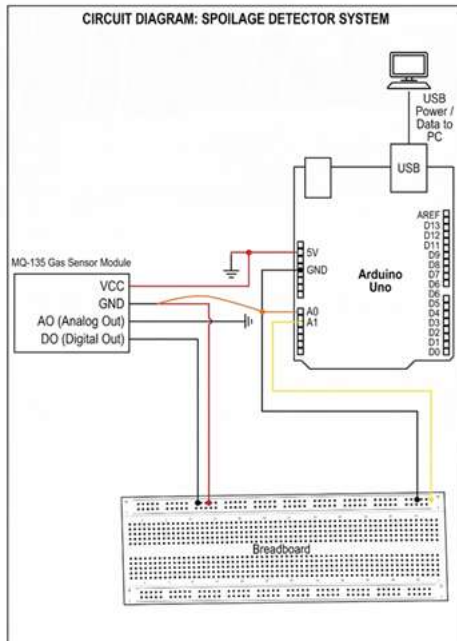 CIRCUIT DIAGRAM: SPOILAGE DETECTOR SYSTEM
USB
Power /
Data to
PC
USB
AREF
D13
D12
D11
D9
D8
D7
D6
D6
D5
D4
D3
D2
D1
D0
5V
GND
Arduino
Uno
A0
A1
MQ-135 Gas Sensor Module
VCC
GND
AO (Analog Out)
DO (Digital Out)
Breadboard